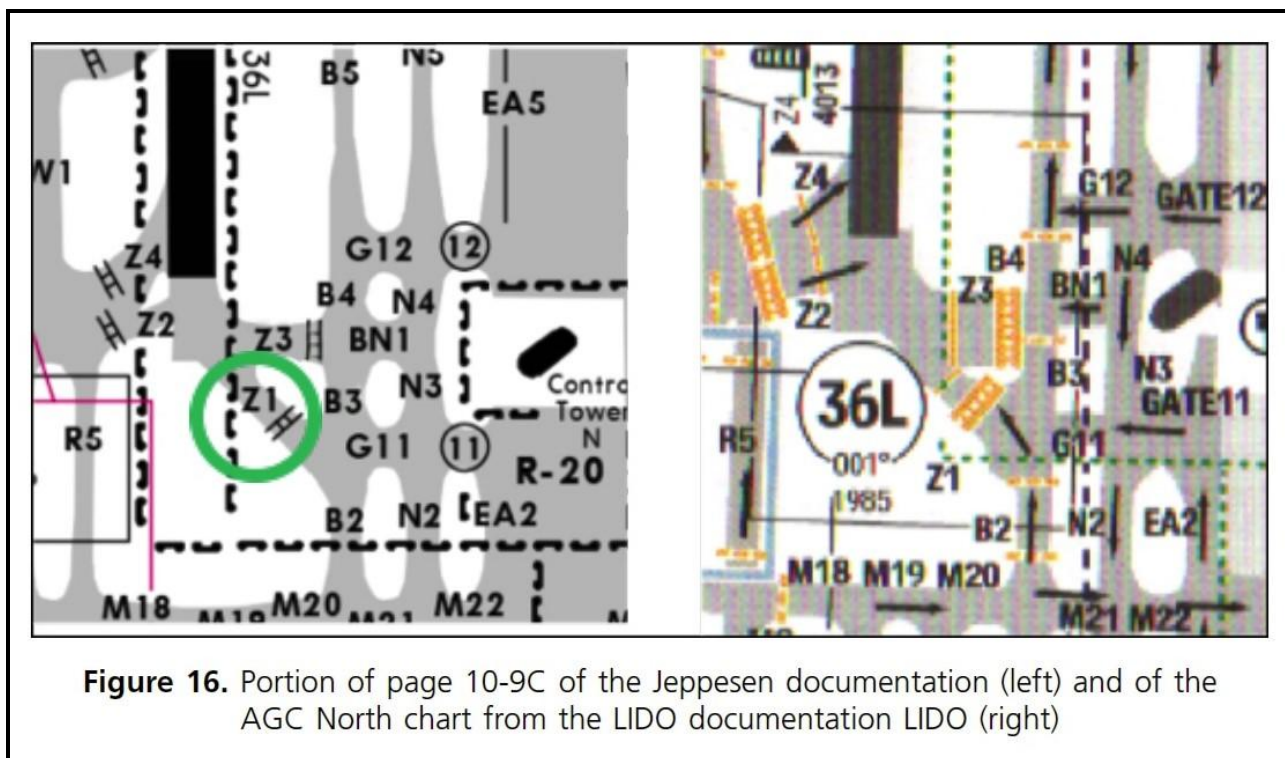 36L
B5
N5
EA5
W1
Z4
G12
12
B4
N4
Z2
Z3
BN1
Z1
B3
N3
Contro
Tower
N
R5
G11
11
R-20
B2
N2
EA2
M18
M19
M20
M21
M22
Z4
4013
Z4
G12
GATE12
B4
N4
Z3
BN1
Z2
B3
N3
GATE11
36L
R5
001°
G11
1985
Z1
B2
N2
EA2
M18
M19
M20
M21
M22
Figure 16. Portion of page 10-9C of the Jeppesen documentation (left) and of the
AGC North chart from the LIDO documentation LIDO (right)